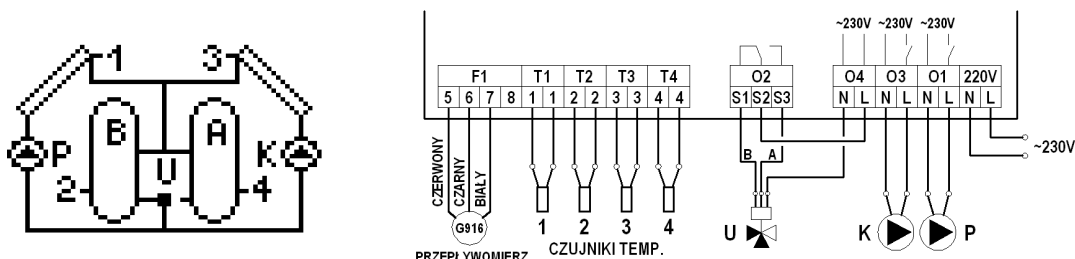 1 3
B A
P K
U
2 4
~230V ~230V ~230V
F1 T1 T2 T3 T4 O2 O4 O3 O1 220V
5 6 7 8 1 1 2 2 3 3 4 4 S1 S2 S3 N L N L N L N L
CZERWONY
CZARNY
BIAŁY
B A
~230V
G916
1 2 3 4 U K P
PRZEPŁYWOMIERZ CZUJNIKI TEMP.